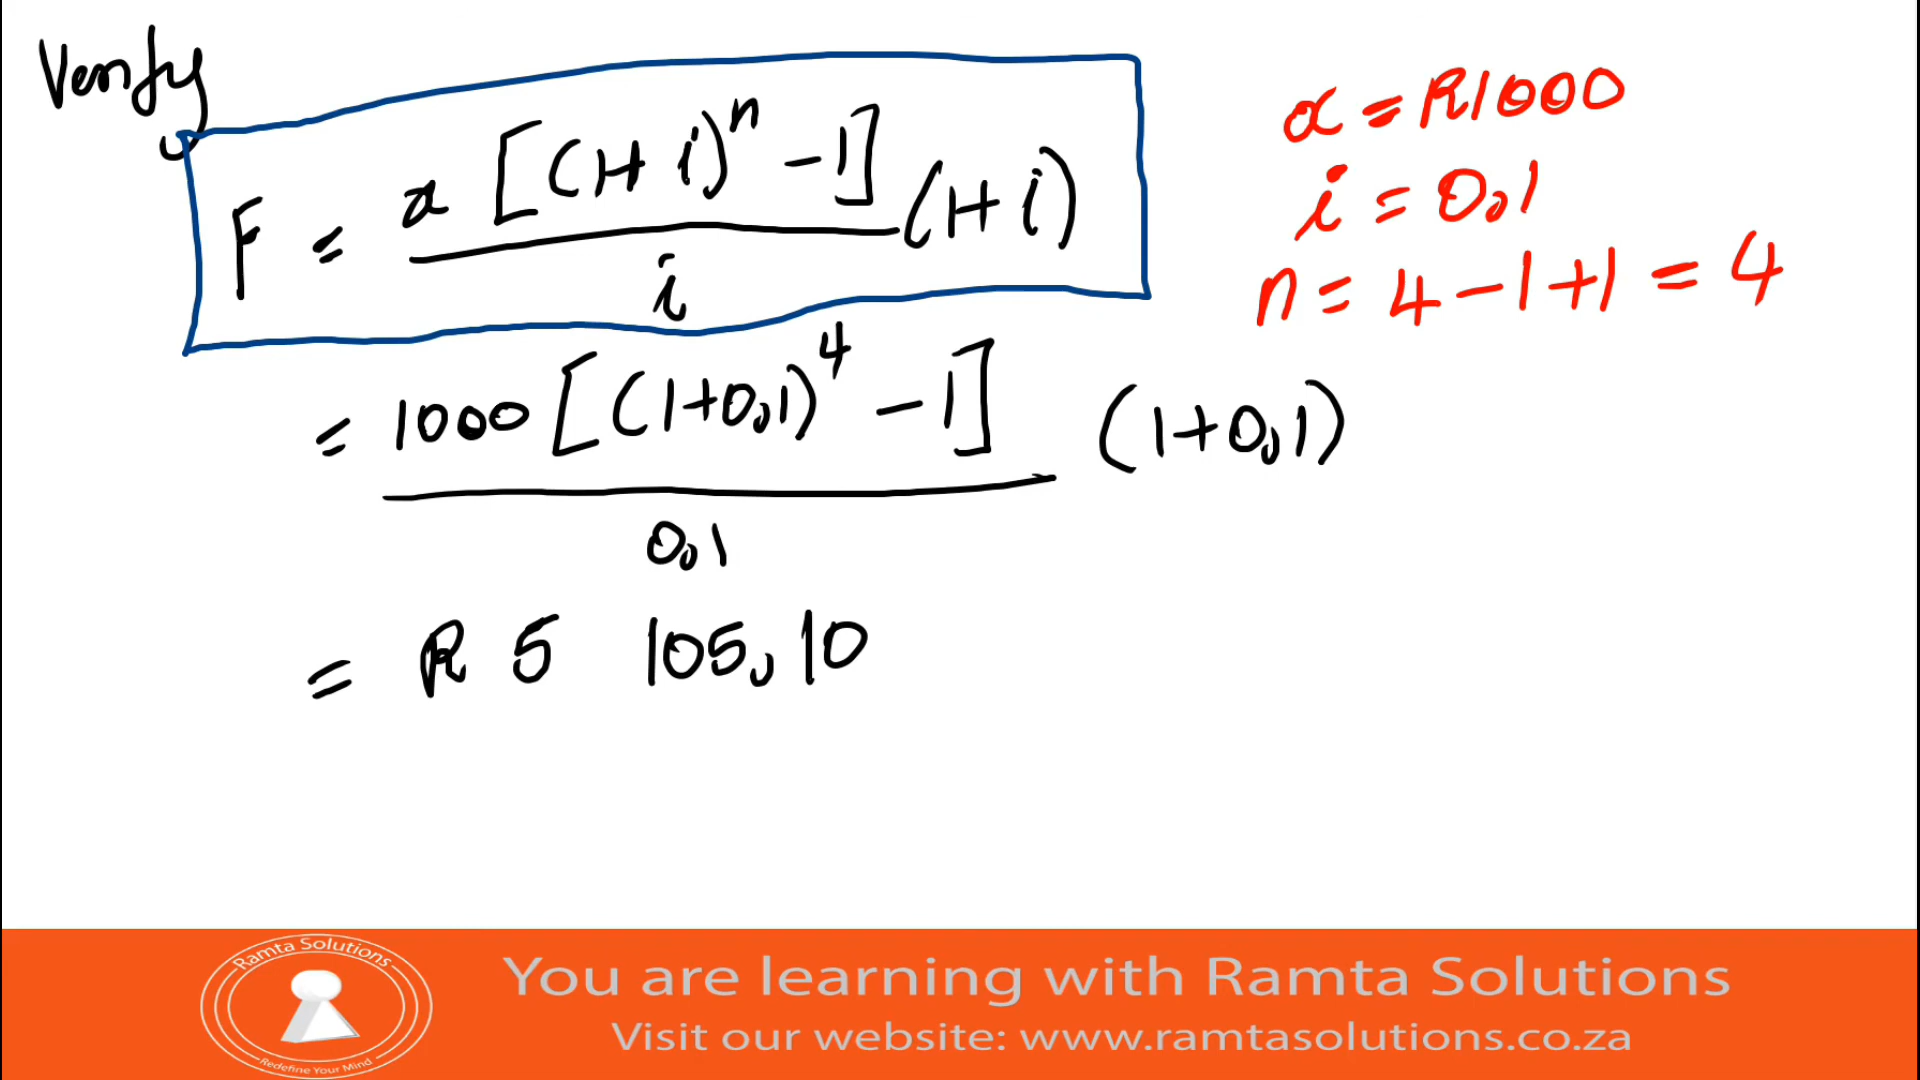 Verify
F = x[(1+i)^n - 1]/i (1+i)
x = R1000
i = 0,1
n = 4 - 1 + 1 = 4
= 1000[(1+0,1)^4 - 1]/0,1 (1+0,1)
= R 5 105,10
Ramta Solutions
Redefine Your Mind
You are learning with Ramta Solutions
Visit our website: www.ramtasolutions.co.za